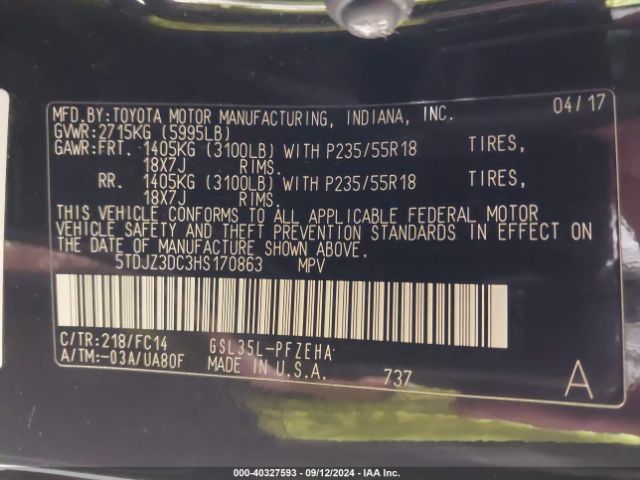 MFD.BY:TOYOTA MOTOR MANUFACTURING, INDIANA, INC. 04/17
GVWR:2715KG (5995LB)
GAWR:FRT. 1405KG (3100LB) WITH P235/55R18 TIRES,
18X7J RIMS.
RR. 1405KG (3100LB) WITH P235/55R18 TIRES,
18X7J RIMS.
THIS VEHICLE CONFORMS TO ALL APPLICABLE FEDERAL MOTOR
VEHICLE SAFETY AND THEFT PREVENTION STANDARDS IN EFFECT ON
THE DATE OF MANUFACTURE SHOWN ABOVE.
5TDJZ3DC3HS170863 MPV
C/TR:218/FC14 GSL35L-PFZEHA
A/TM:-03A/UA80F MADE IN U.S.A. 737 A
000-40327593 - 09/12/2024 - IAA Inc.